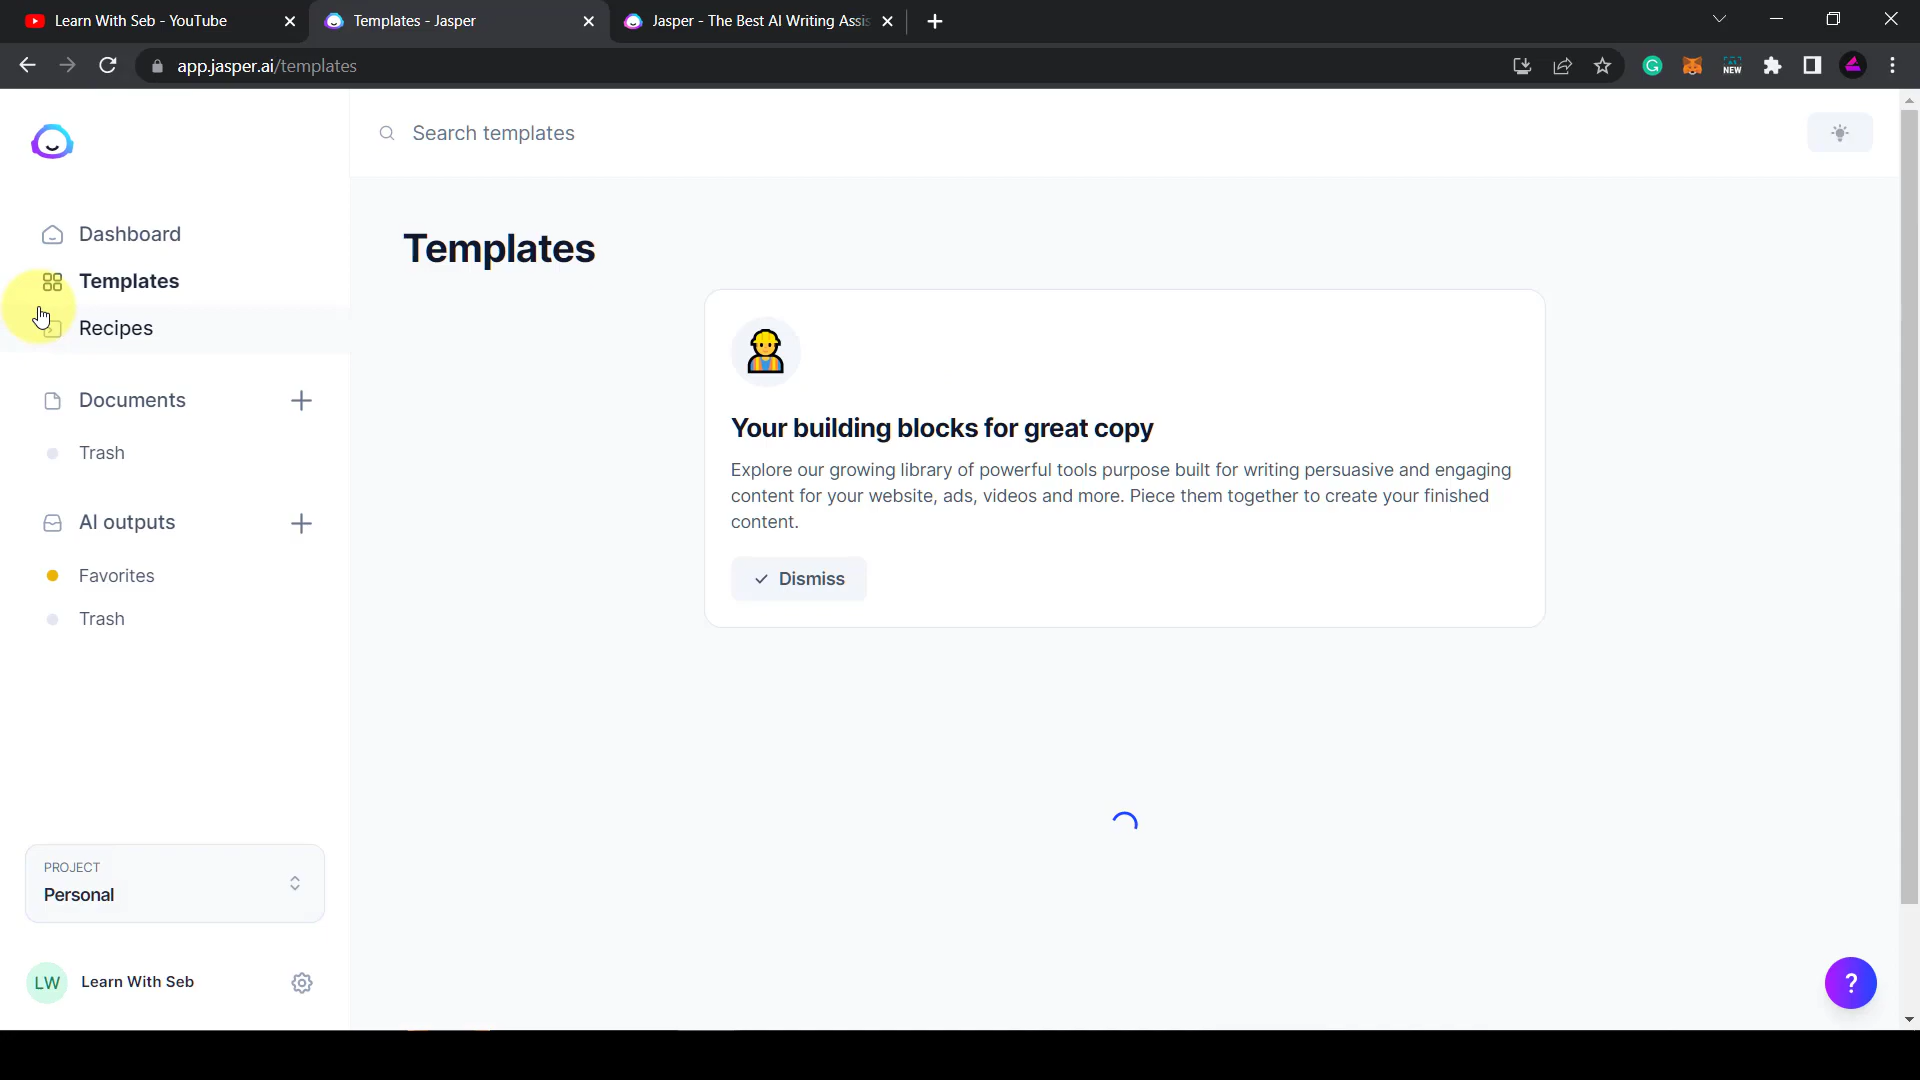 Learn With Seb - YouTube
Templates - Jasper
Jasper - The Best AI Writing Assis
app.jasper.ai/templates
NEW
Search templates
Dashboard
Templates
Recipes
Documents
Trash
AI outputs
Favorites
Trash
PROJECT
Personal
LW
Learn With Seb
Templates
Your building blocks for great copy
Explore our growing library of powerful tools purpose built for writing persuasive and engaging
content for your website, ads, videos and more. Piece them together to create your finished
content.
Dismiss
?